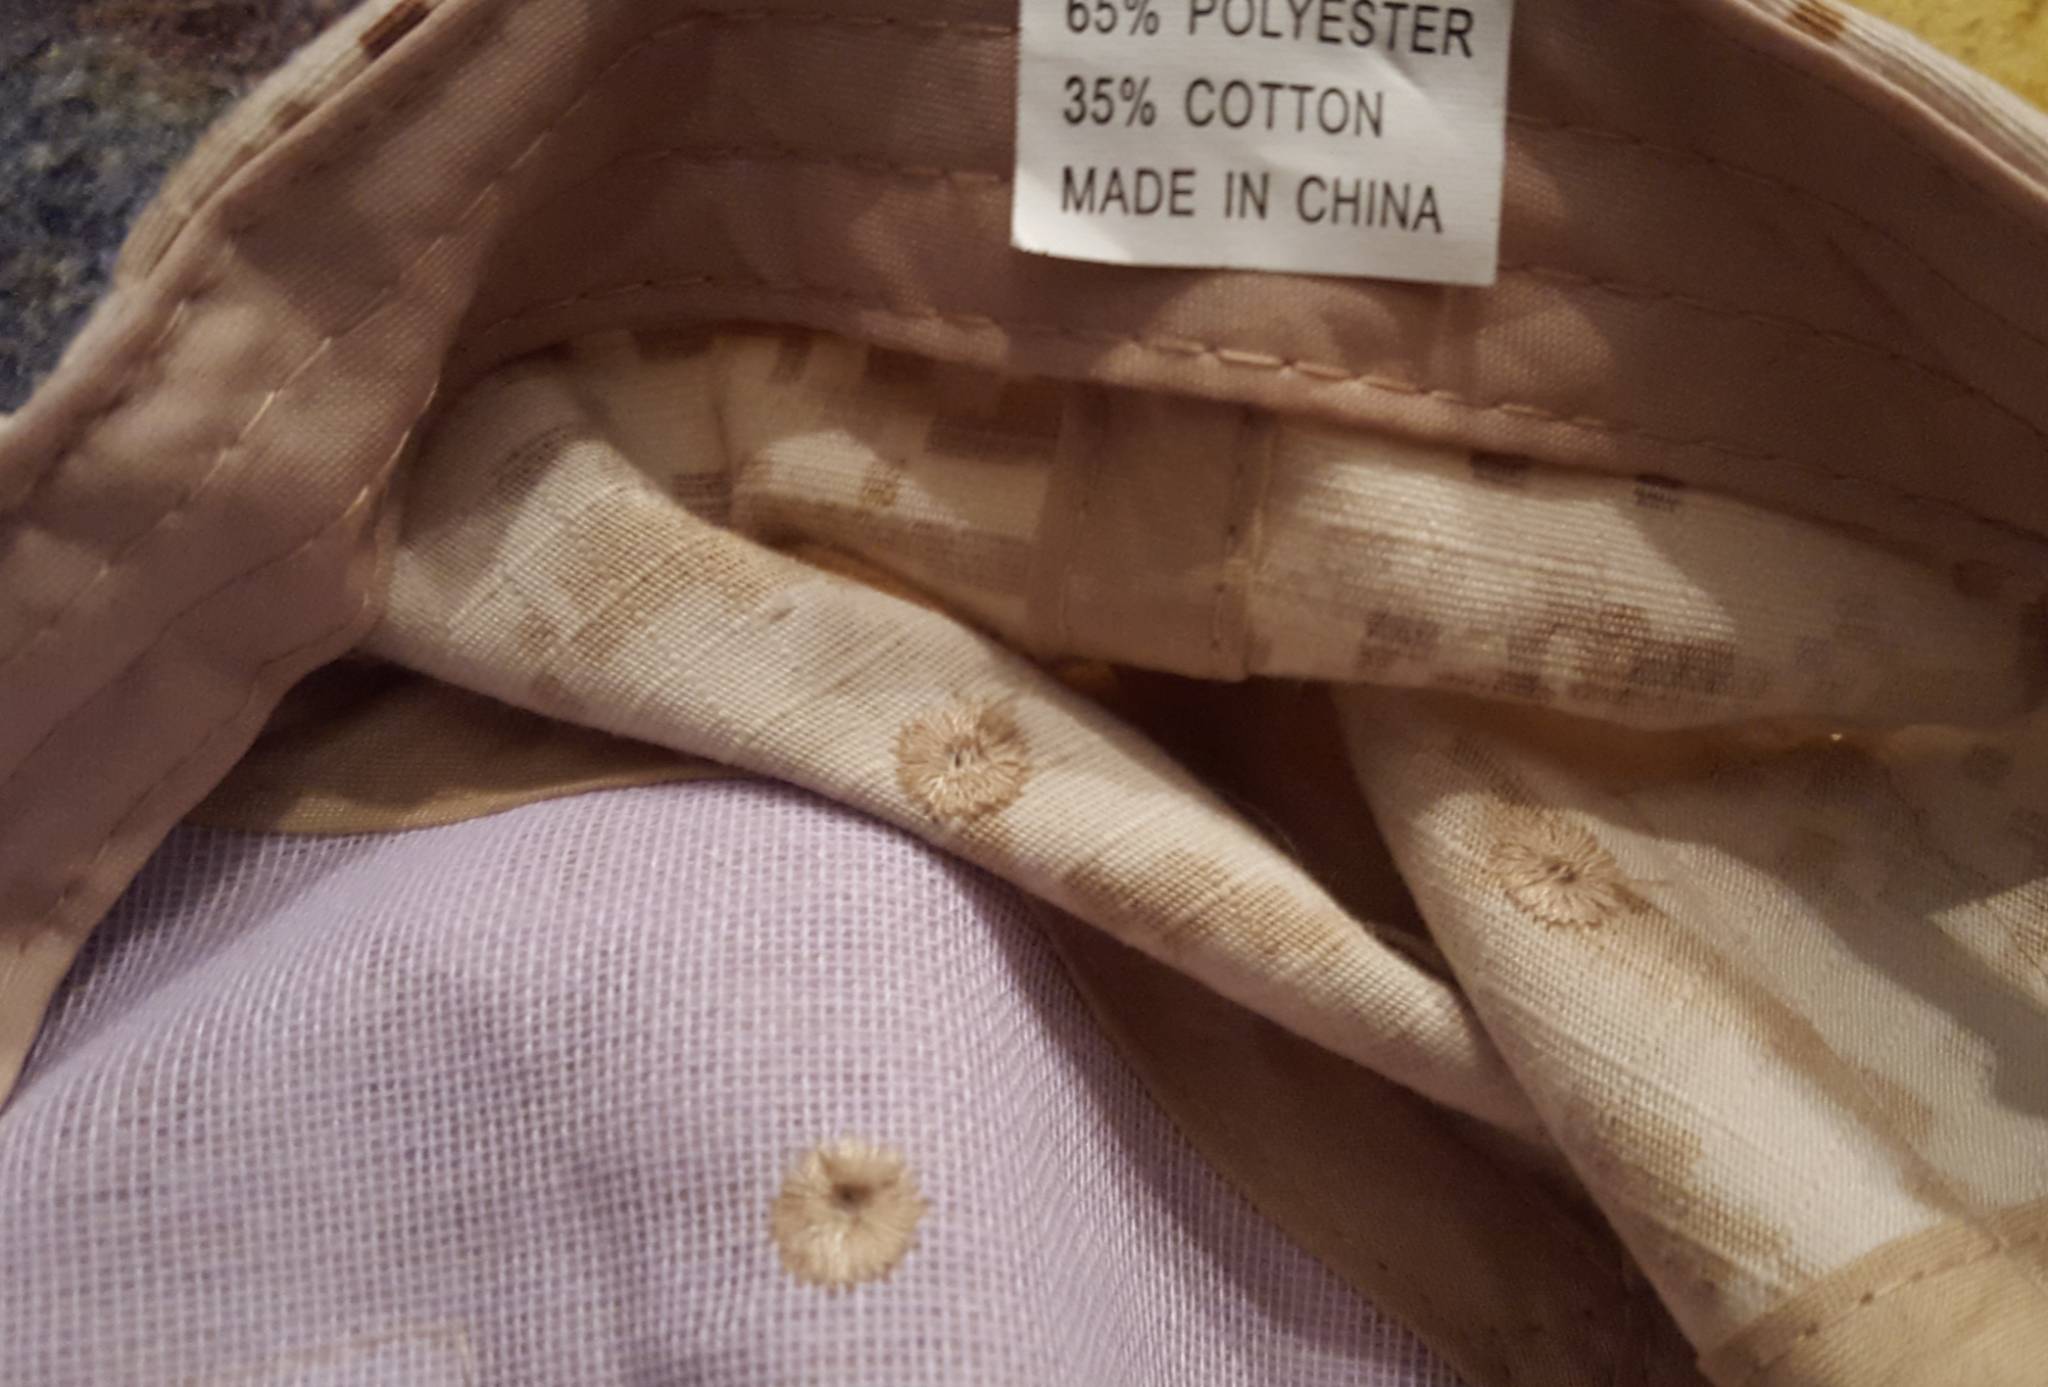 65% POLYESTER
35% COTTON
MADE IN CHINA